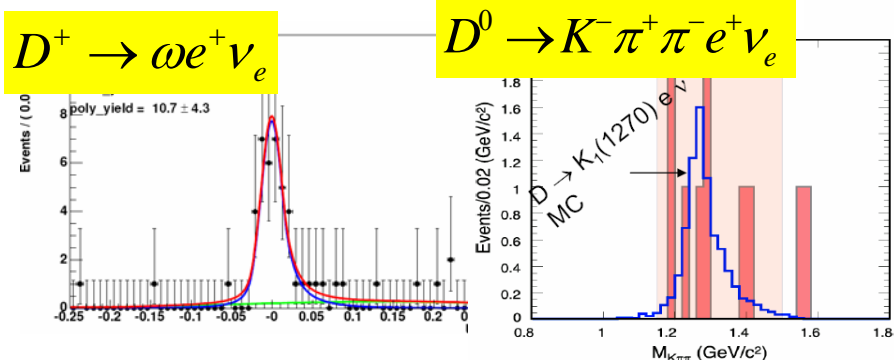 D⁺ → ωe⁺ν_e
D⁰ → K⁻π⁺π⁻e⁺ν_e
poly_yield = 10.7 ± 4.3
Events / ( 0.0
8
6
4
2
0
-0.25 -0.2 -0.15 -0.1 -0.05 -0 0.05 0.1 0.15 0.2
Events/0.02 (GeV/c²)
1.8
1.6
1.4
1.2
1
0.8
0.6
0.4
0.2
0
D → K₁(1270) e ν
MC
0.8 1 1.2 1.4 1.6 1.8
M_Kππ (GeV/c²)